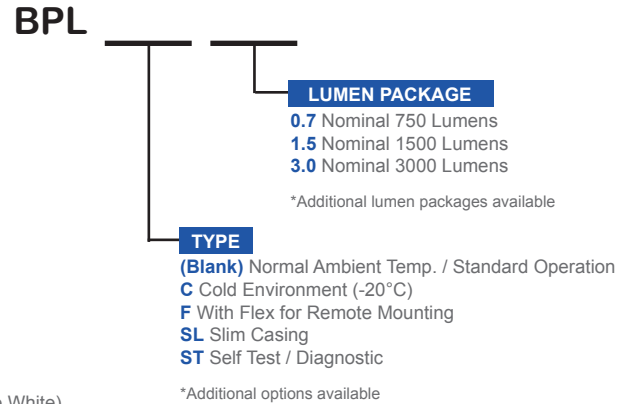 BPL
LUMEN PACKAGE
0.7 Nominal 750 Lumens
1.5 Nominal 1500 Lumens
3.0 Nominal 3000 Lumens
*Additional lumen packages available
TYPE
(Blank) Normal Ambient Temp. / Standard Operation
C Cold Environment (-20°C)
F With Flex for Remote Mounting
SL Slim Casing
ST Self Test / Diagnostic
*Additional options available
White)